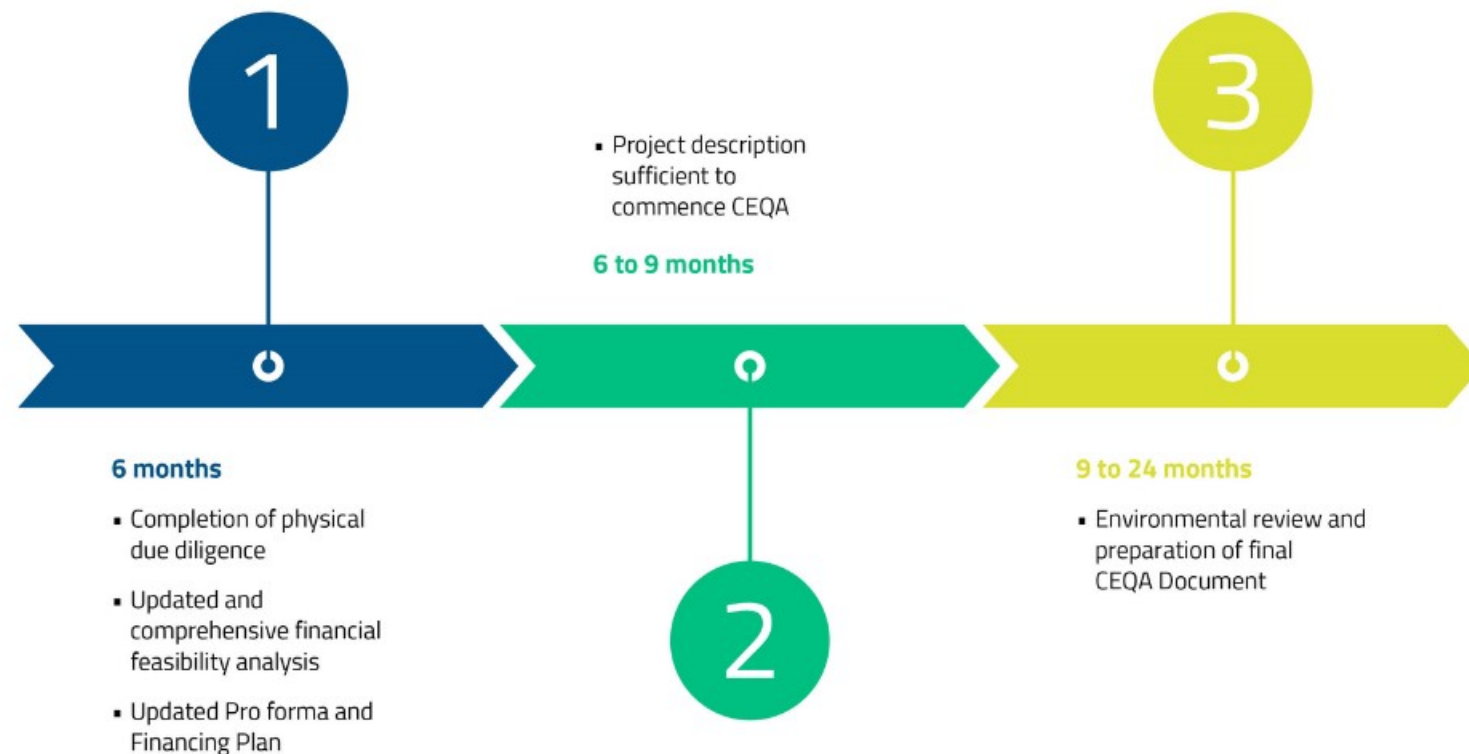 1
6 months
▪ Completion of physical
due diligence
▪ Updated and
comprehensive financial
feasibility analysis
▪ Updated Pro forma and
Financing Plan
▪ Project description
sufficient to
commence CEQA
6 to 9 months
2
3
9 to 24 months
▪ Environmental review and
preparation of final
CEQA Document